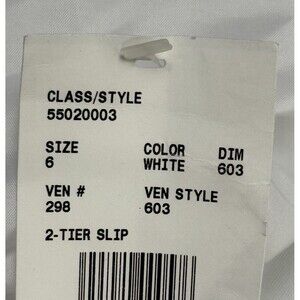 CLASS/STYLE
55020003
SIZE COLOR DIM
6 WHITE 603
VEN # VEN STYLE
298 603
2-TIER SLIP